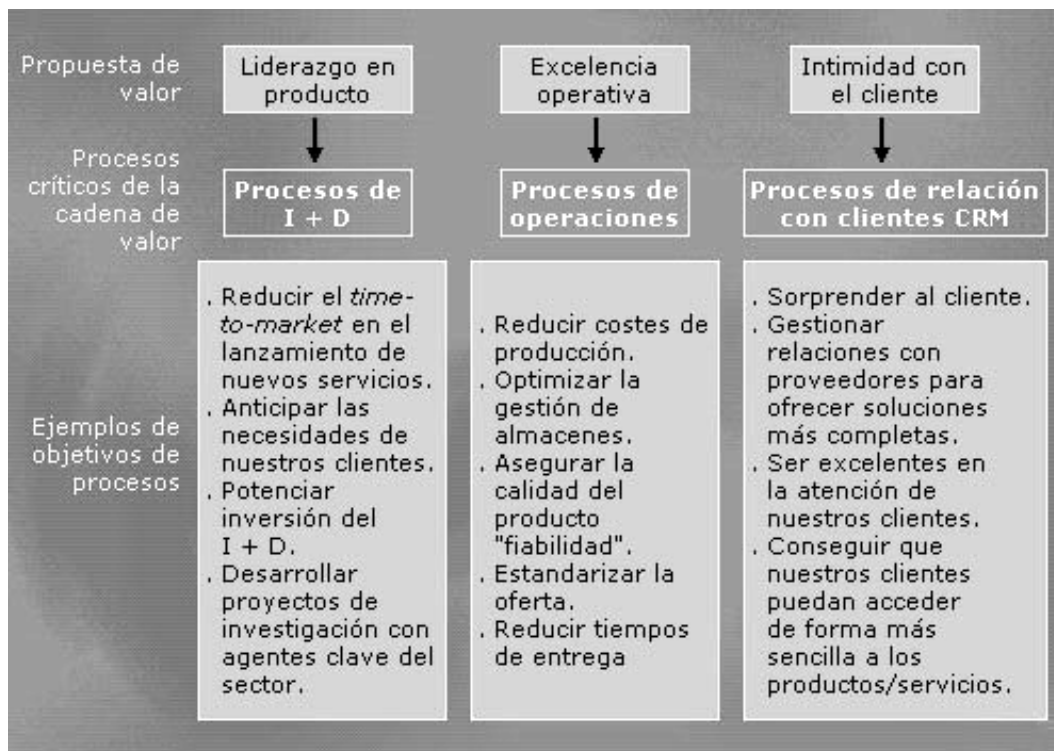 Propuesta de
valor
Liderazgo en
producto
Excelencia
operativa
Intimidad con
el cliente
Procesos
críticos de la
cadena de
valor
Procesos de
I + D
Procesos de
operaciones
Procesos de relación
con clientes CRM
Ejemplos de
objetivos de
procesos
. Reducir el time-
to-market en el
lanzamiento de
nuevos servicios.
. Anticipar las
necesidades de
nuestros clientes.
. Potenciar
inversión del
I + D.
. Desarrollar
proyectos de
investigación con
agentes clave del
sector.
. Reducir costes de
producción.
. Optimizar la
gestión de
almacenes.
. Asegurar la
calidad del
producto
"fiabilidad".
. Estandarizar la
oferta.
. Reducir tiempos
de entrega
. Sorprender al cliente.
. Gestionar
relaciones con
proveedores para
ofrecer soluciones
más completas.
. Ser excelentes en
la atención de
nuestros clientes.
. Conseguir que
nuestros clientes
puedan acceder
de forma más
sencilla a los
productos/servicios.